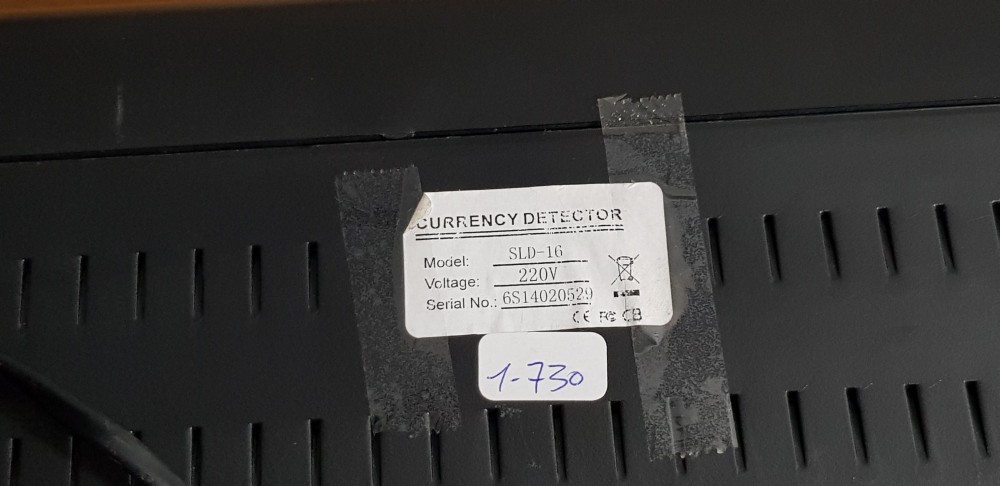 CURRENCY DETECTOR
Model: SLD-16
Voltage: 220V
Serial No.: 6S14020529
CE FC CB
1-730